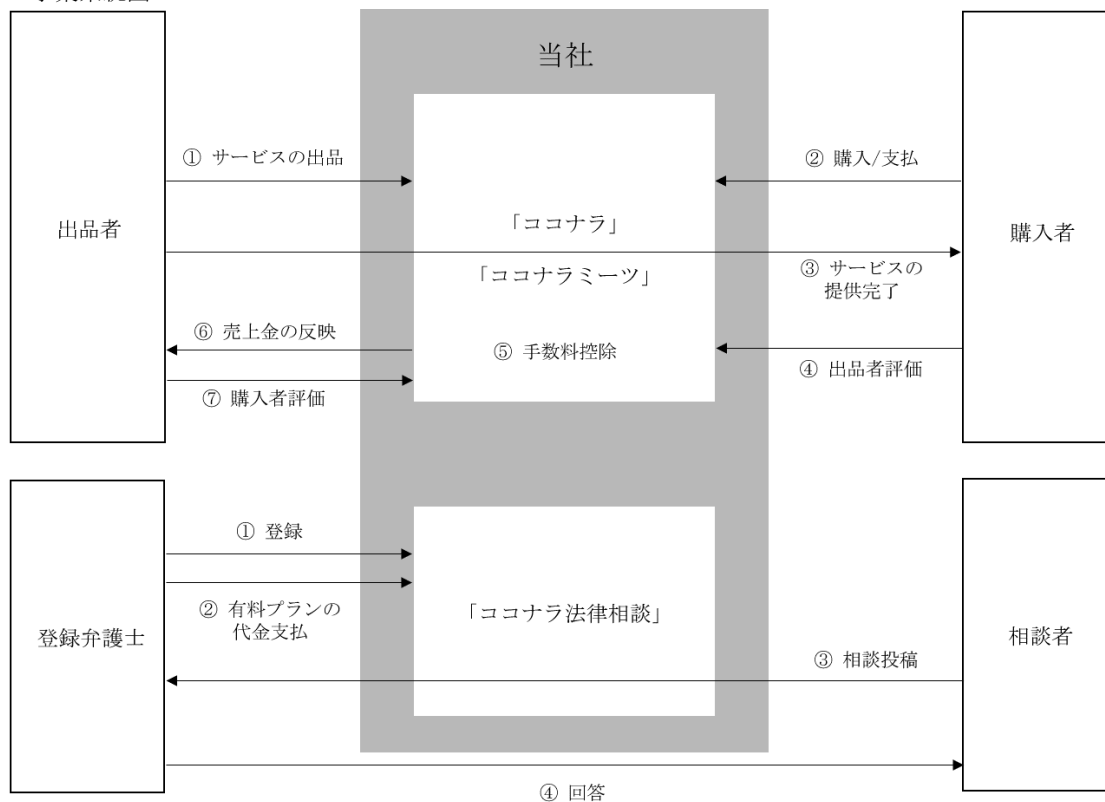 当社
① サービスの出品
② 購入/支払
出品者
「ココナラ」
購入者
「ココナラミーツ」
③ サービスの
提供完了
⑥ 売上金の反映
⑤ 手数料控除
④ 出品者評価
⑦ 購入者評価
① 登録
② 有料プランの
代金支払
「ココナラ法律相談」
登録弁護士
相談者
③ 相談投稿
④ 回答